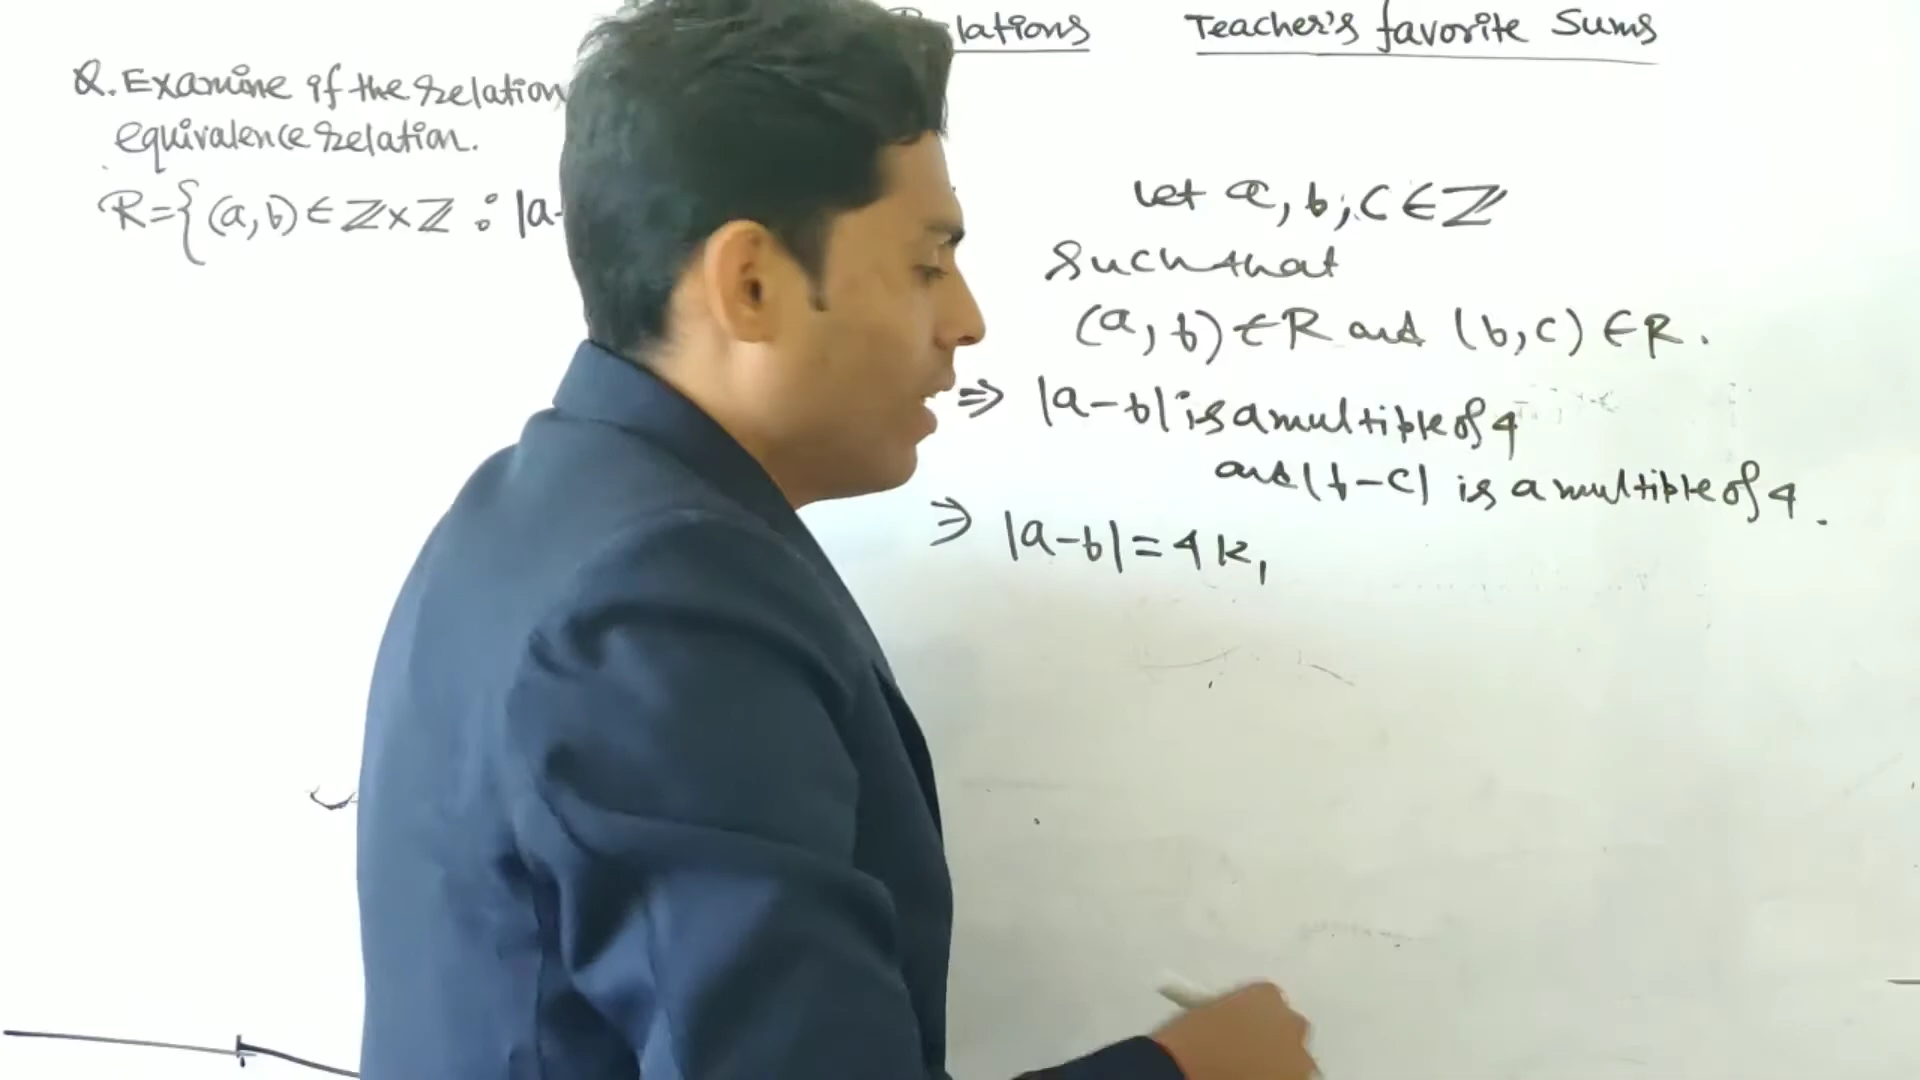 lations Teacher's favorite Sums
Q. Examine if the relation
equivalence relation.
R={(a,b)∈ℤ×ℤ : |a-
Let a, b, c ∈ ℤ
such that
(a, b) ∈ R and (b, c) ∈ R.
⇒ |a-b| is a multiple of 4
and |b-c| is a multiple of 4.
⇒ |a-b| = 4k₁